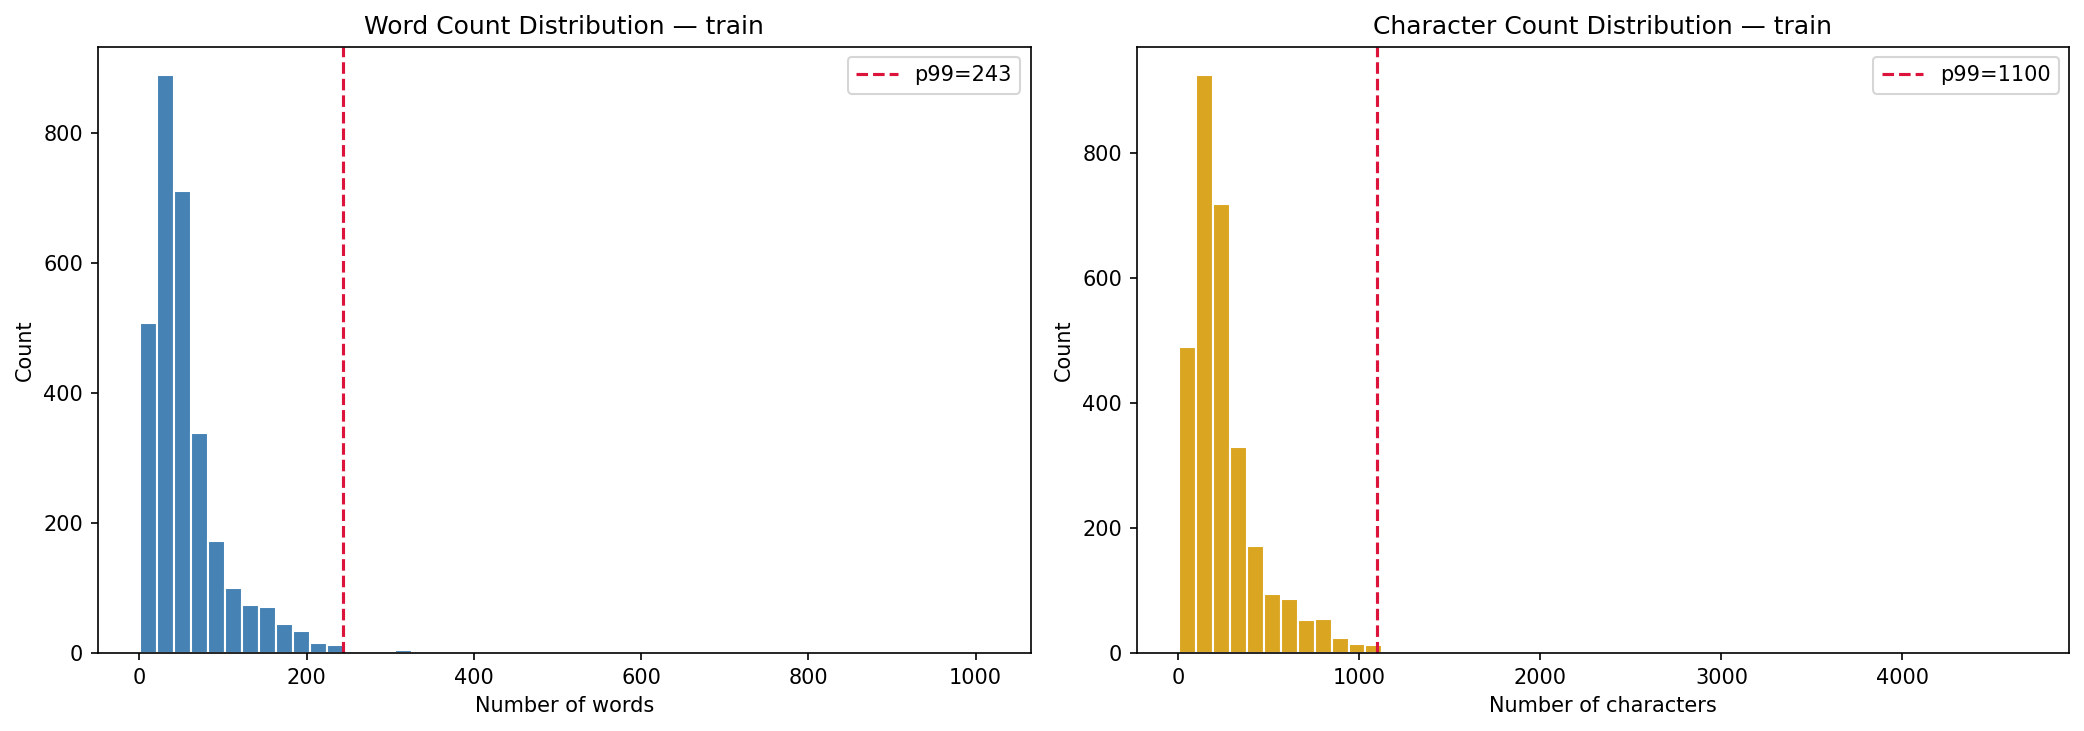 Word Count Distribution — train
p99=243
800
600
400
200
0
Count
0 200 400 600 800 1000
Number of words
Character Count Distribution — train
p99=1100
800
600
400
200
0
Count
0 1000 2000 3000 4000
Number of characters